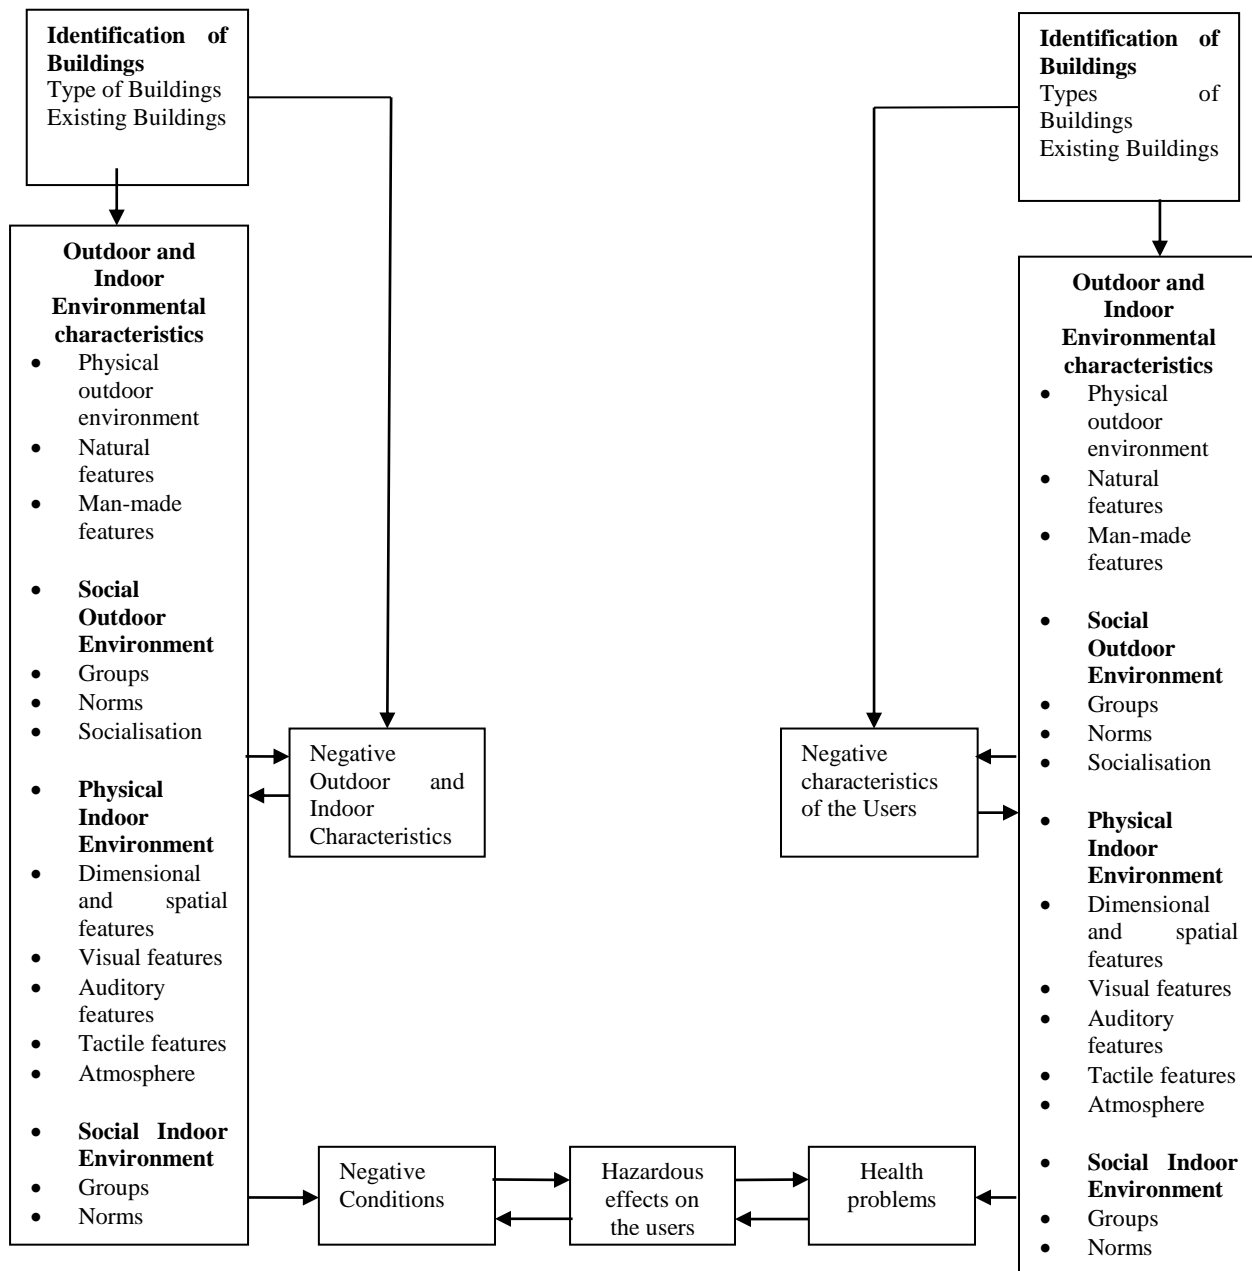 Identification of
Buildings
Type of Buildings
Existing Buildings
Outdoor and
Indoor
Environmental
characteristics
• Physical
outdoor
environment
• Natural
features
• Man-made
features
• Social
Outdoor
Environment
• Groups
• Norms
• Socialisation
• Physical
Indoor
Environment
• Dimensional
and spatial
features
• Visual features
• Auditory
features
• Tactile features
• Atmosphere
• Social Indoor
Environment
• Groups
• Norms
Negative
Outdoor and
Indoor
Characteristics
Negative
Conditions
Hazardous
effects on
the users
Health
problems
Negative
characteristics
of the Users
Identification of
Buildings
Types of
Buildings
Existing Buildings
Outdoor and
Indoor
Environmental
characteristics
• Physical
outdoor
environment
• Natural
features
• Man-made
features
• Social
Outdoor
Environment
• Groups
• Norms
• Socialisation
• Physical
Indoor
Environment
• Dimensional
and spatial
features
• Visual features
• Auditory
features
• Tactile features
• Atmosphere
• Social Indoor
Environment
• Groups
• Norms